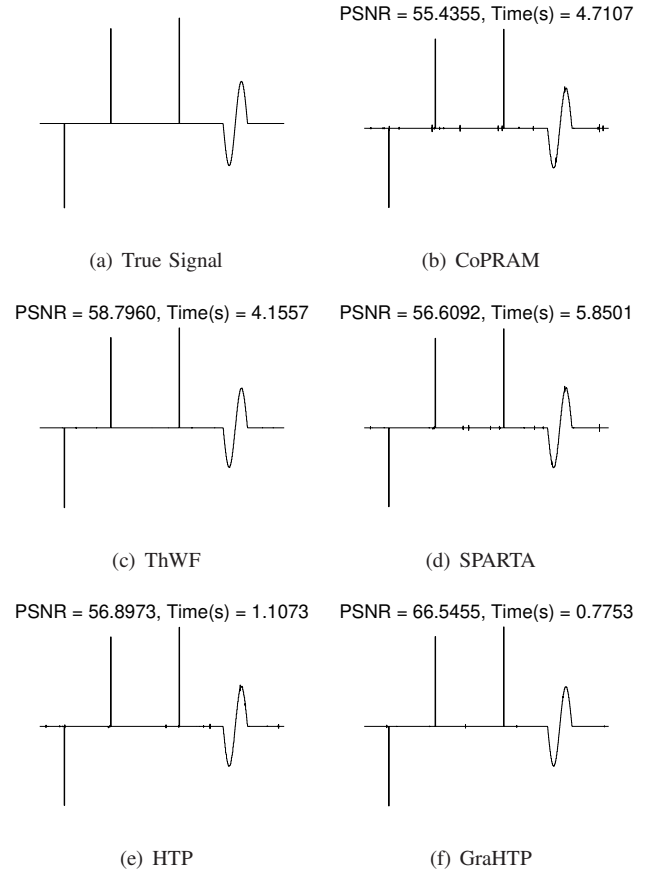 PSNR = 55.4355, Time(s) = 4.7107
(a) True Signal
(b) CoPRAM
PSNR = 58.7960, Time(s) = 4.1557
PSNR = 56.6092, Time(s) = 5.8501
(c) ThWF
(d) SPARTA
PSNR = 56.8973, Time(s) = 1.1073
PSNR = 66.5455, Time(s) = 0.7753
(e) HTP
(f) GraHTP